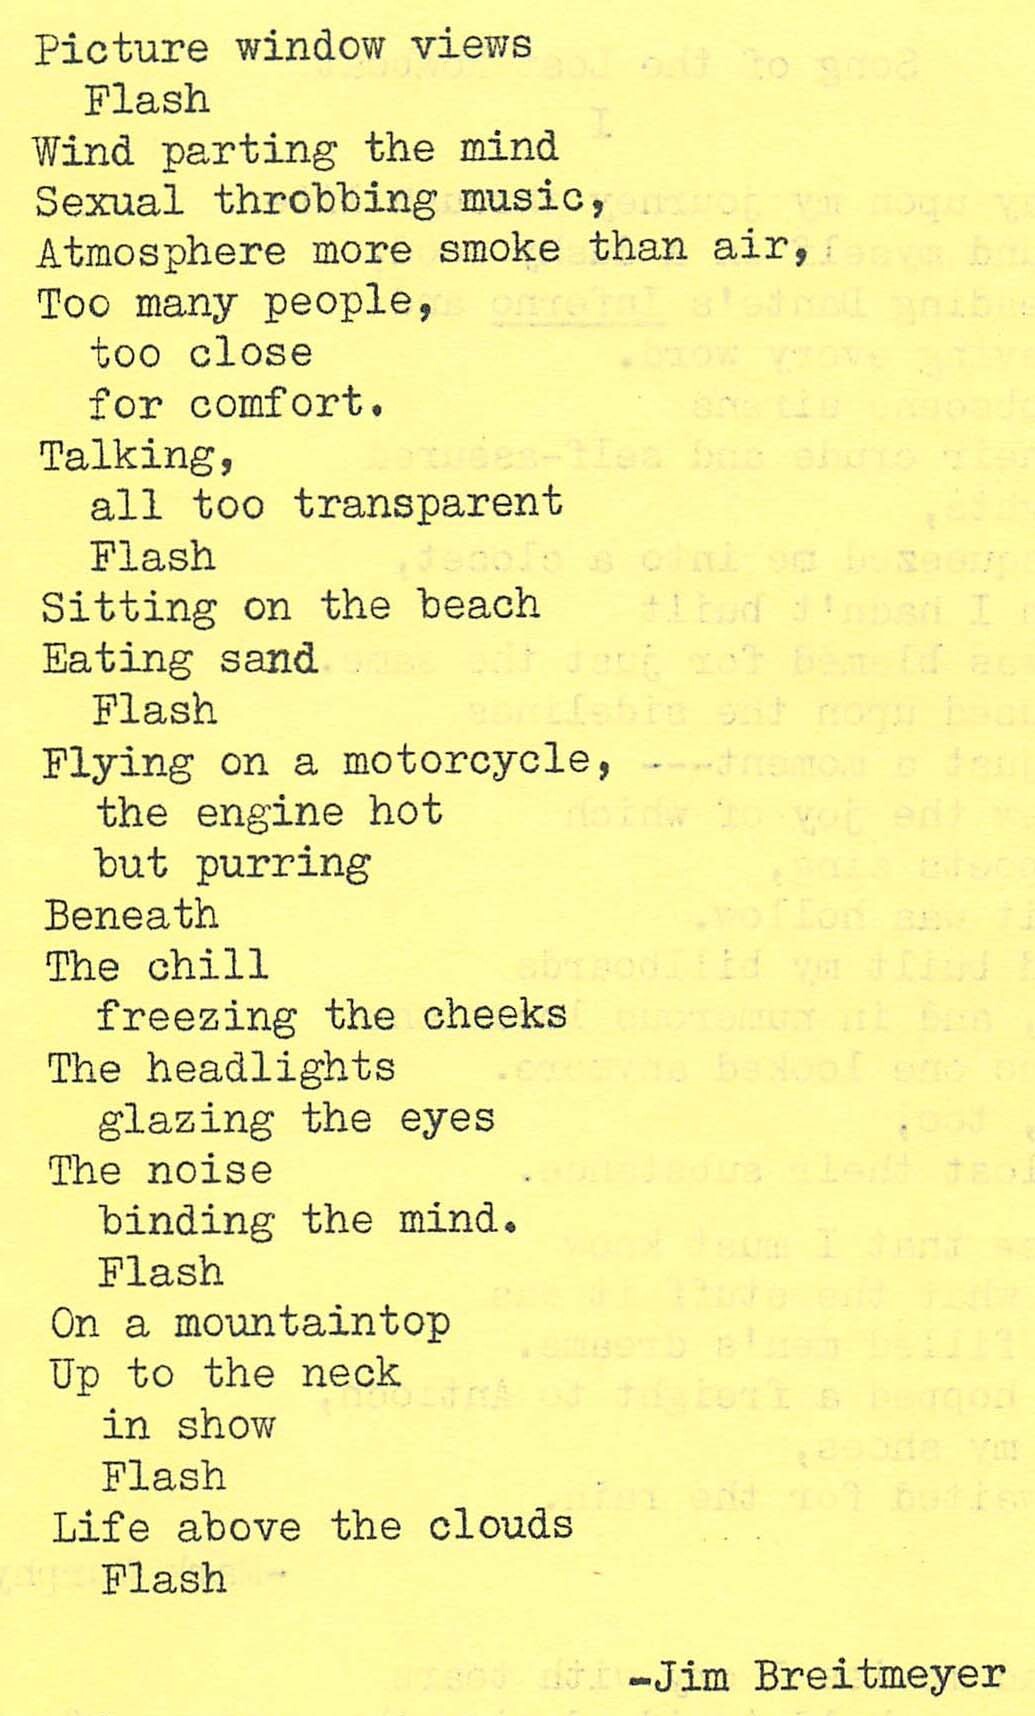 Picture window views
Flash
Wind parting the mind
Sexual throbbing music,
Atmosphere more smoke than air,
Too many people,
too close
for comfort.
Talking,
all too transparent
Flash
Sitting on the beach
Eating sand
Flash
Flying on a motorcycle,
the engine hot
but purring
Beneath
The chill
freezing the cheeks
The headlights
glazing the eyes
The noise
binding the mind.
Flash
On a mountaintop
Up to the neck
in show
Flash
Life above the clouds
Flash
-Jim Breitmeyer